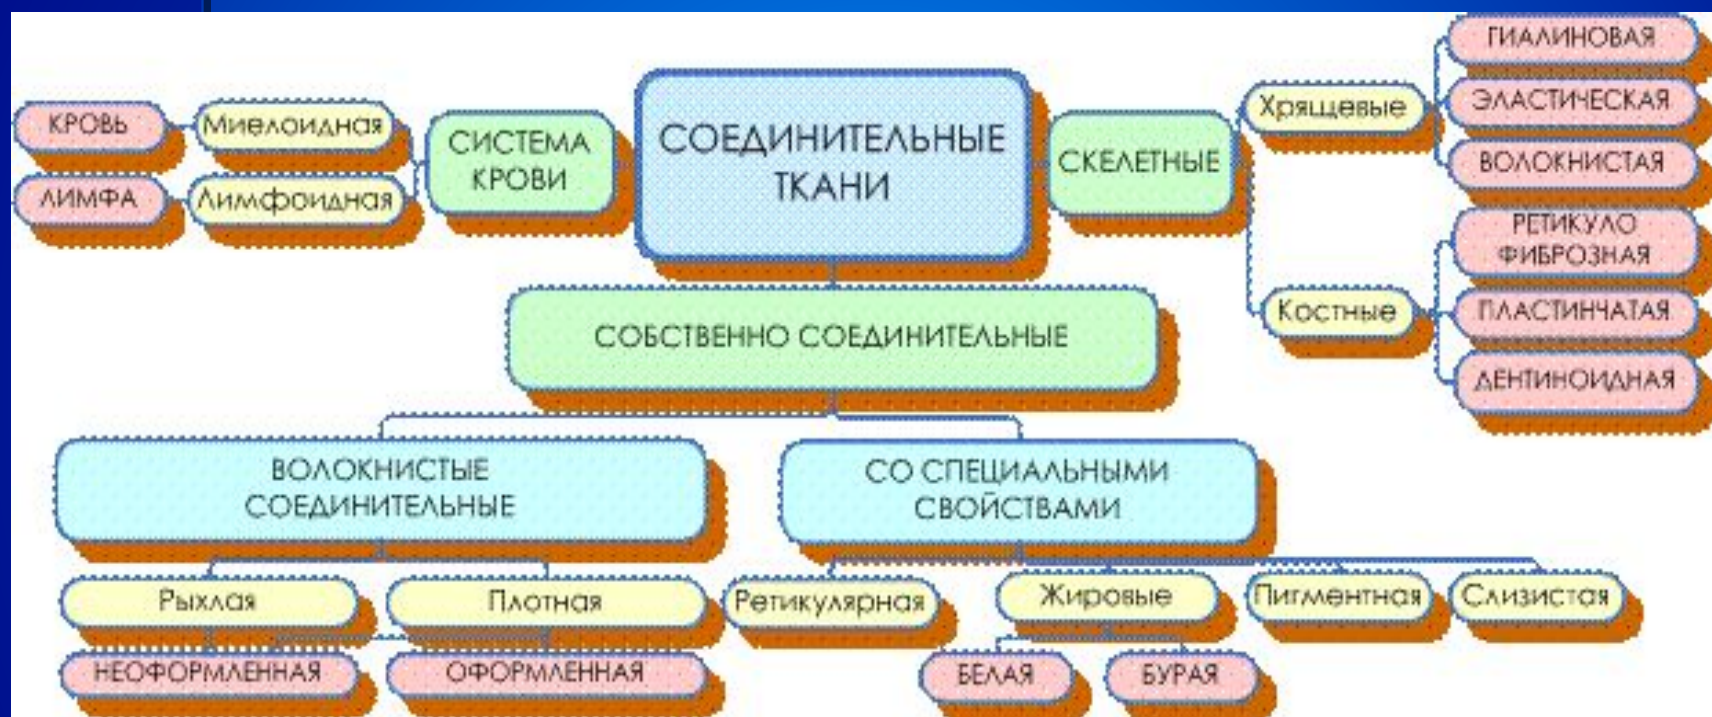 СОЕДИНИТЕЛЬНЫЕ
ТКАНИ
СИСТЕМА
КРОВИ
Миелоидная
КРОВЬ
Лимфоидная
ЛИМФА
СКЕЛЕТНЫЕ
Хрящевые
ГИАЛИНОВАЯ
ЭЛАСТИЧЕСКАЯ
ВОЛОКНИСТАЯ
Костные
РЕТИКУЛО
ФИБРОЗНАЯ
ПЛАСТИНЧАТАЯ
ДЕНТИНОИДНАЯ
СОБСТВЕННО СОЕДИНИТЕЛЬНЫЕ
ВОЛОКНИСТЫЕ
СОЕДИНИТЕЛЬНЫЕ
Рыхлая
Плотная
НЕОФОРМЛЕННАЯ
ОФОРМЛЕННАЯ
СО СПЕЦИАЛЬНЫМИ
СВОЙСТВАМИ
Ретикулярная
Жировые
Пигментная
Слизистая
БЕЛАЯ
БУРАЯ